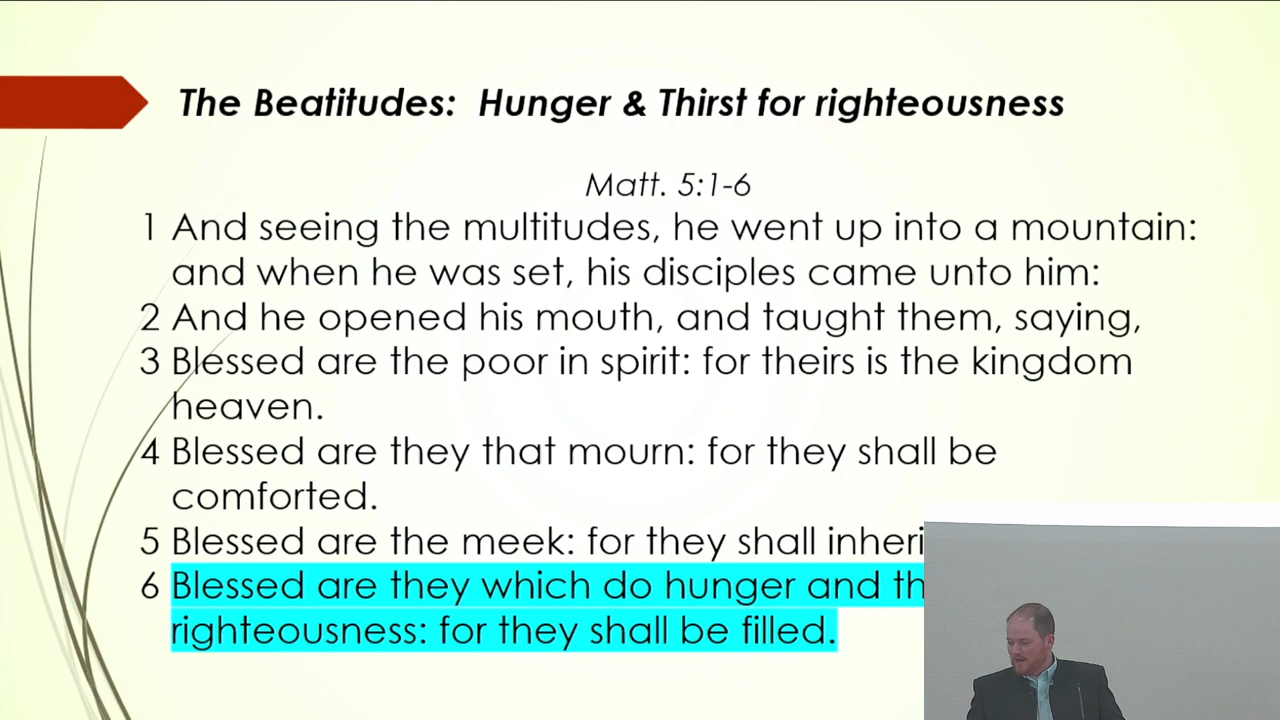 The Beatitudes: Hunger & Thirst for righteousness
Matt. 5:1-6
1 And seeing the multitudes, he went up into a mountain:
and when he was set, his disciples came unto him:
2 And he opened his mouth, and taught them, saying,
3 Blessed are the poor in spirit: for theirs is the kingdom
heaven.
4 Blessed are they that mourn: for they shall be
comforted.
5 Blessed are the meek: for they shall
6 Blessed are they which do hunger and
righteousness: for they shall be filled.